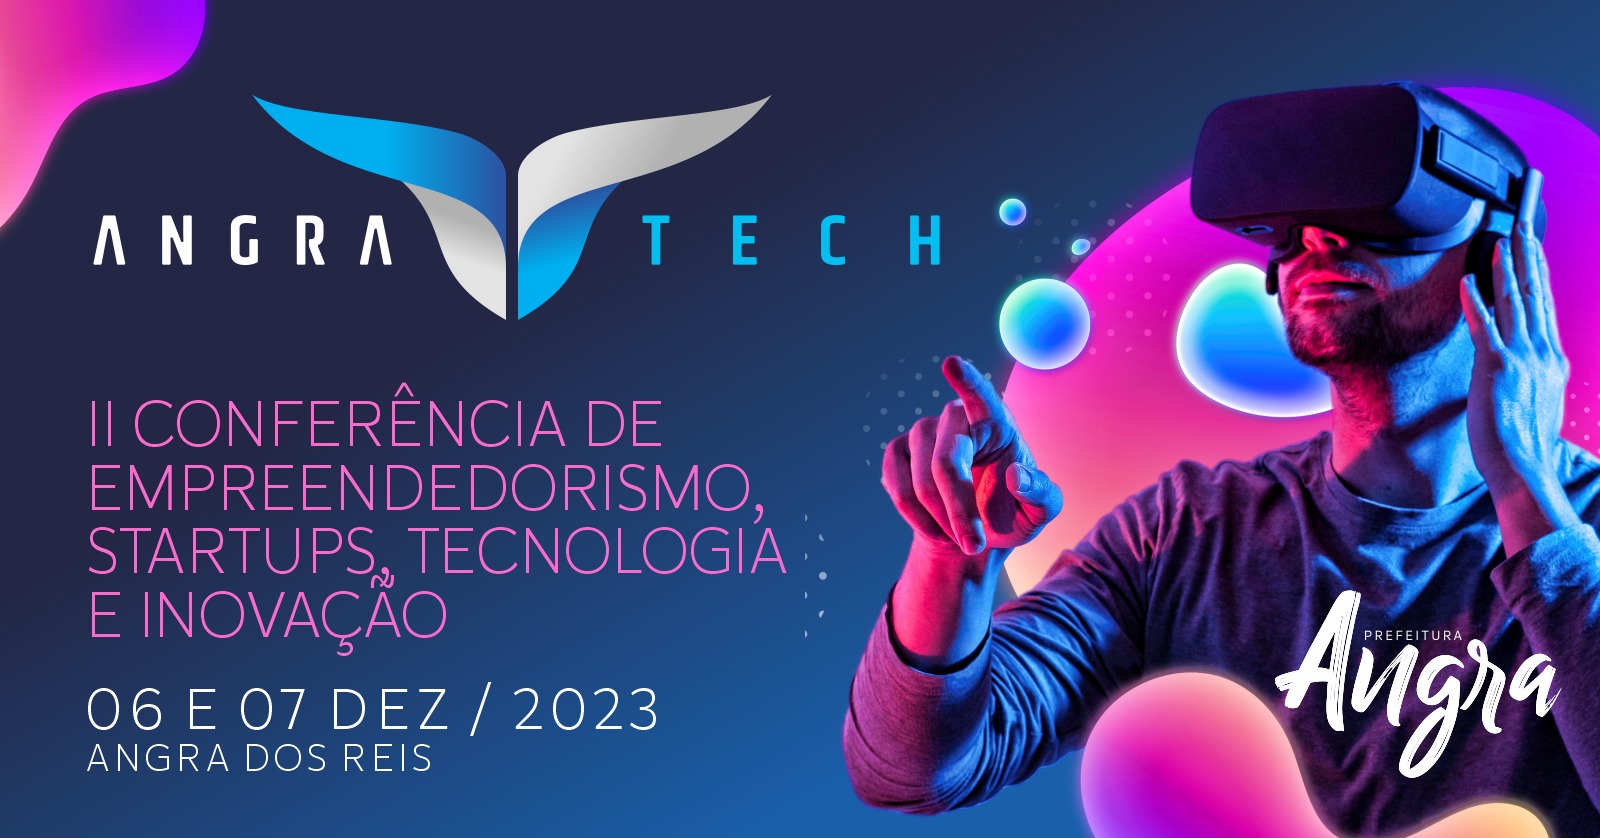 ANGRA TECH
II CONFERÊNCIA DE
EMPREENDEDORISMO,
STARTUPS, TECNOLOGIA
E INOVAÇÃO
06 E 07 DEZ / 2023
ANGRA DOS REIS
PREFEITURA
Angra